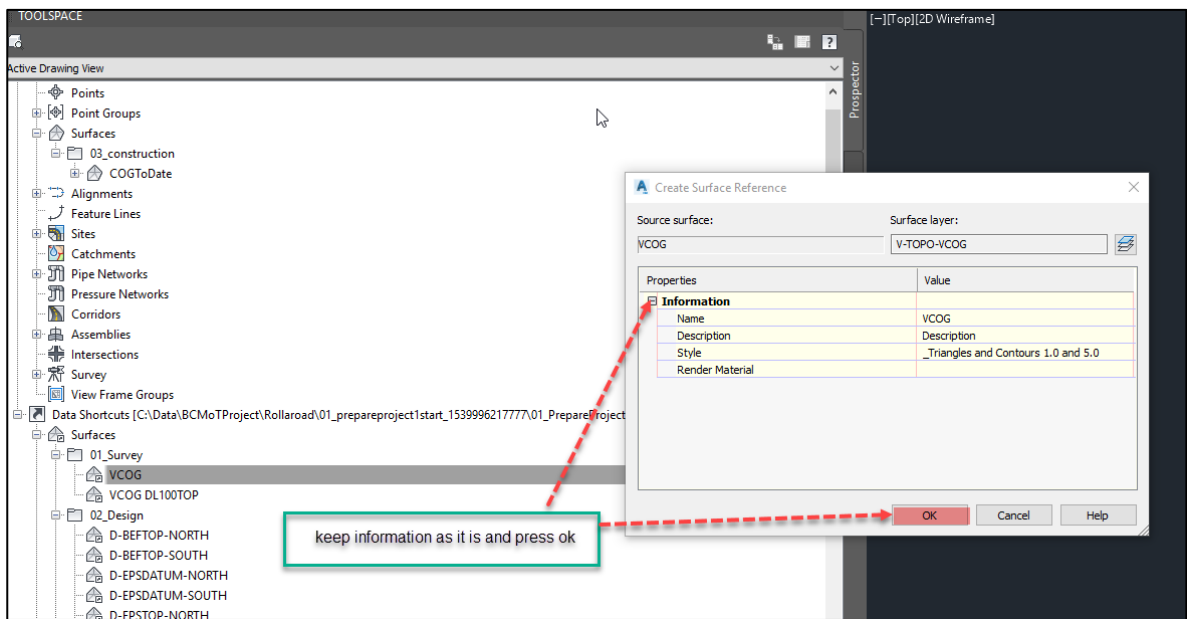 TOOLSPACE
[−][Top][2D Wireframe]
Active Drawing View
Prospector
Points
Point Groups
Surfaces
03_construction
COGToDate
Alignments
Feature Lines
Sites
Catchments
Pipe Networks
Pressure Networks
Corridors
Assemblies
Intersections
Survey
View Frame Groups
Data Shortcuts [C:\Data\BCMoTProject\Rollaroad\01_prepareproject1start_1539996217777\01_PrepareProject
Surfaces
01_Survey
VCOG
VCOG DL100TOP
02_Design
D-BEFTOP-NORTH
D-BEFTOP-SOUTH
D-EPSDATUM-NORTH
D-EPSDATUM-SOUTH
D-EPSTOP-NORTH
keep information as it is and press ok
Create Surface Reference
Source surface: Surface layer:
VCOG V-TOPO-VCOG
Properties Value
Information
Name VCOG
Description Description
Style _Triangles and Contours 1.0 and 5.0
Render Material
OK Cancel Help